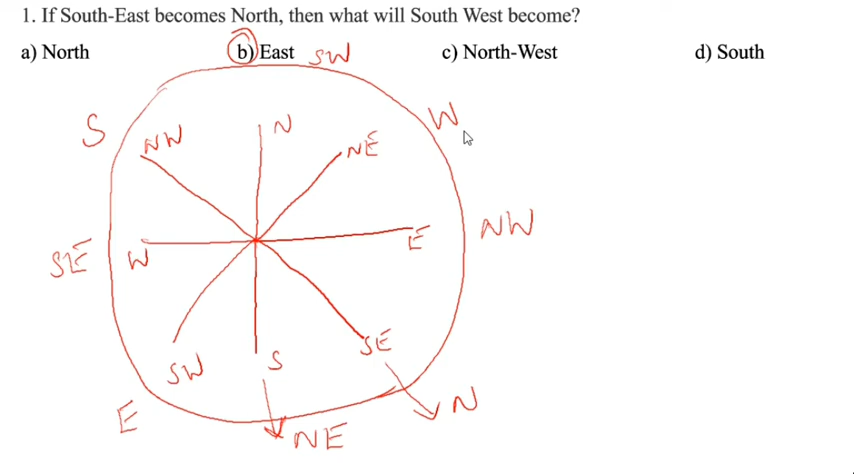 1. If South-East becomes North, then what will South West become?
a) North b) East c) North-West d) South
SW
S W
NW N NE
SE W E NW
SW S SE
E NE N